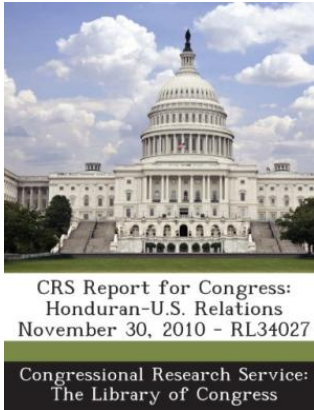 CRS Report for Congress:
Honduran-U.S. Relations
November 30, 2010 - RL34027
Congressional Research Service:
The Library of Congress